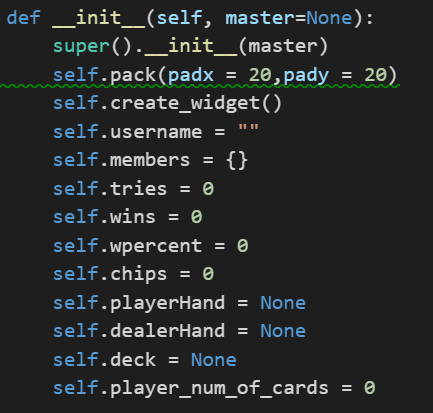 def __init__(self, master=None):
super().__init__(master)
self.pack(padx = 20,pady = 20)
self.create_widget()
self.username = ""
self.members = {}
self.tries = 0
self.wins = 0
self.wpercent = 0
self.chips = 0
self.playerHand = None
self.dealerHand = None
self.deck = None
self.player_num_of_cards = 0